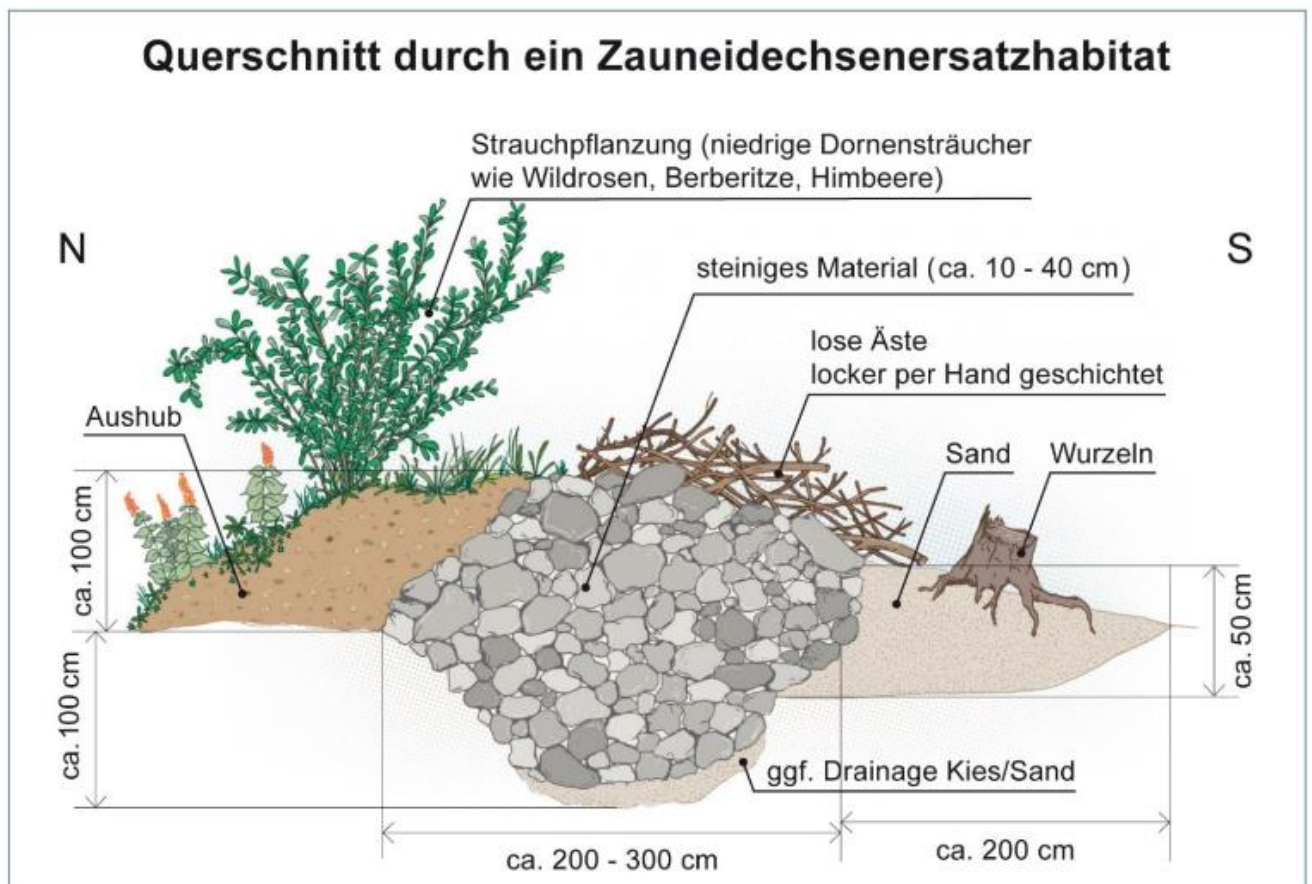 Querschnitt durch ein Zauneidechsenersatzhabitat
Strauchpflanzung (niedrige Dornensträucher
wie Wildrosen, Berberitze, Himbeere)
N
S
steiniges Material (ca. 10 - 40 cm)
lose Äste
locker per Hand geschichtet
Aushub
Sand
Wurzeln
ca. 100 cm
ca. 50 cm
ca. 100 cm
ggf. Drainage Kies/Sand
ca. 200 - 300 cm
ca. 200 cm